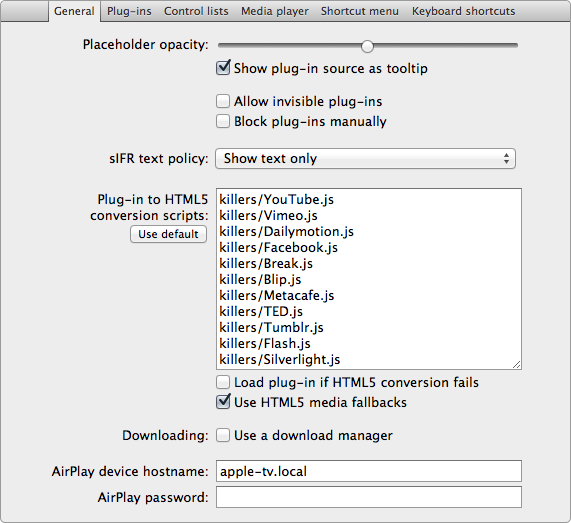 General Plug-ins Control lists Media player Shortcut menu Keyboard shortcuts
Placeholder opacity:
Show plug-in source as tooltip
Allow invisible plug-ins
Block plug-ins manually
sIFR text policy: Show text only
Plug-in to HTML5
conversion scripts:
Use default
killers/YouTube.js
killers/Vimeo.js
killers/Dailymotion.js
killers/Facebook.js
killers/Break.js
killers/Blip.js
killers/Metacafe.js
killers/TED.js
killers/Tumblr.js
killers/Flash.js
killers/Silverlight.js
Load plug-in if HTML5 conversion fails
Use HTML5 media fallbacks
Downloading: Use a download manager
AirPlay device hostname: apple-tv.local
AirPlay password: